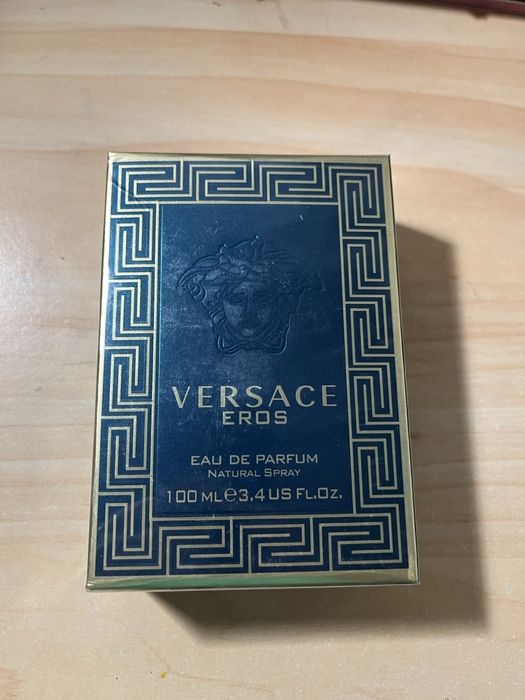 VERSACE
EROS
EAU DE PARFUM
NATURAL SPRAY
100 ML℮3.4 US FL.OZ.